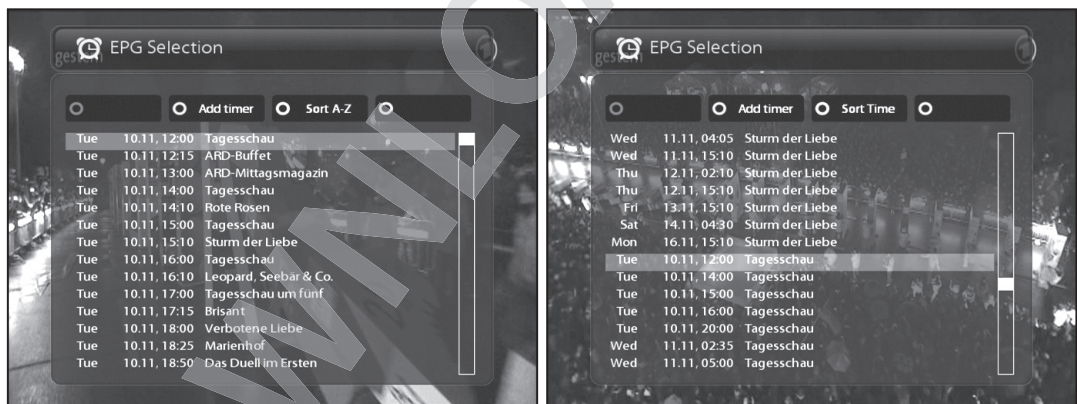 gestern
EPG Selection
Add timer
Sort A-Z
Tue 10.11, 12:00 Tagesschau
Tue 10.11, 12:15 ARD-Buffet
Tue 10.11, 13:00 ARD-Mittagsmagazin
Tue 10.11, 14:00 Tagesschau
Tue 10.11, 14:10 Rote Rosen
Tue 10.11, 15:00 Tagesschau
Tue 10.11, 15:10 Sturm der Liebe
Tue 10.11, 16:00 Tagesschau
Tue 10.11, 16:10 Leopard, Seebär & Co.
Tue 10.11, 17:00 Tagesschau um fünf
Tue 10.11, 17:15 Brisant
Tue 10.11, 18:00 Verbotene Liebe
Tue 10.11, 18:25 Marienhof
Tue 10.11, 18:50 Das Duell im Ersten
gestern
EPG Selection
Add timer
Sort Time
Wed 11.11, 04:05 Sturm der Liebe
Wed 11.11, 15:10 Sturm der Liebe
Thu 12.11, 02:10 Sturm der Liebe
Thu 12.11, 15:10 Sturm der Liebe
Fri 13.11, 15:10 Sturm der Liebe
Sat 14.11, 04:30 Sturm der Liebe
Mon 16.11, 15:10 Sturm der Liebe
Tue 10.11, 12:00 Tagesschau
Tue 10.11, 14:00 Tagesschau
Tue 10.11, 15:00 Tagesschau
Tue 10.11, 16:00 Tagesschau
Tue 10.11, 20:00 Tagesschau
Wed 11.11, 02:35 Tagesschau
Wed 11.11, 05:00 Tagesschau